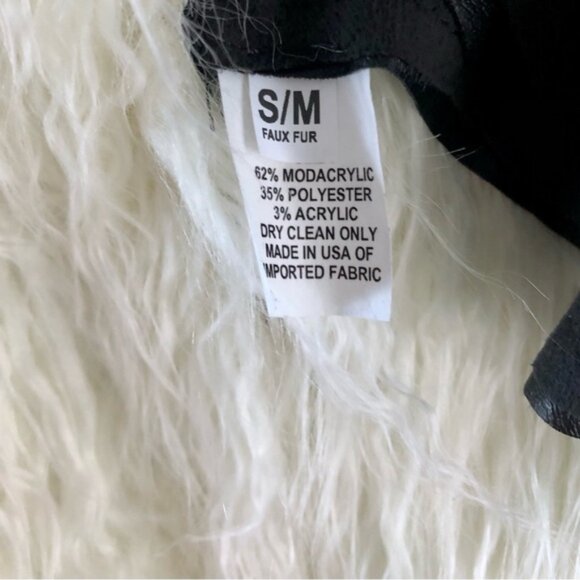 S/M
FAUX FUR
62% MODACRYLIC
35% POLYESTER
3% ACRYLIC
DRY CLEAN ONLY
MADE IN USA OF
IMPORTED FABRIC